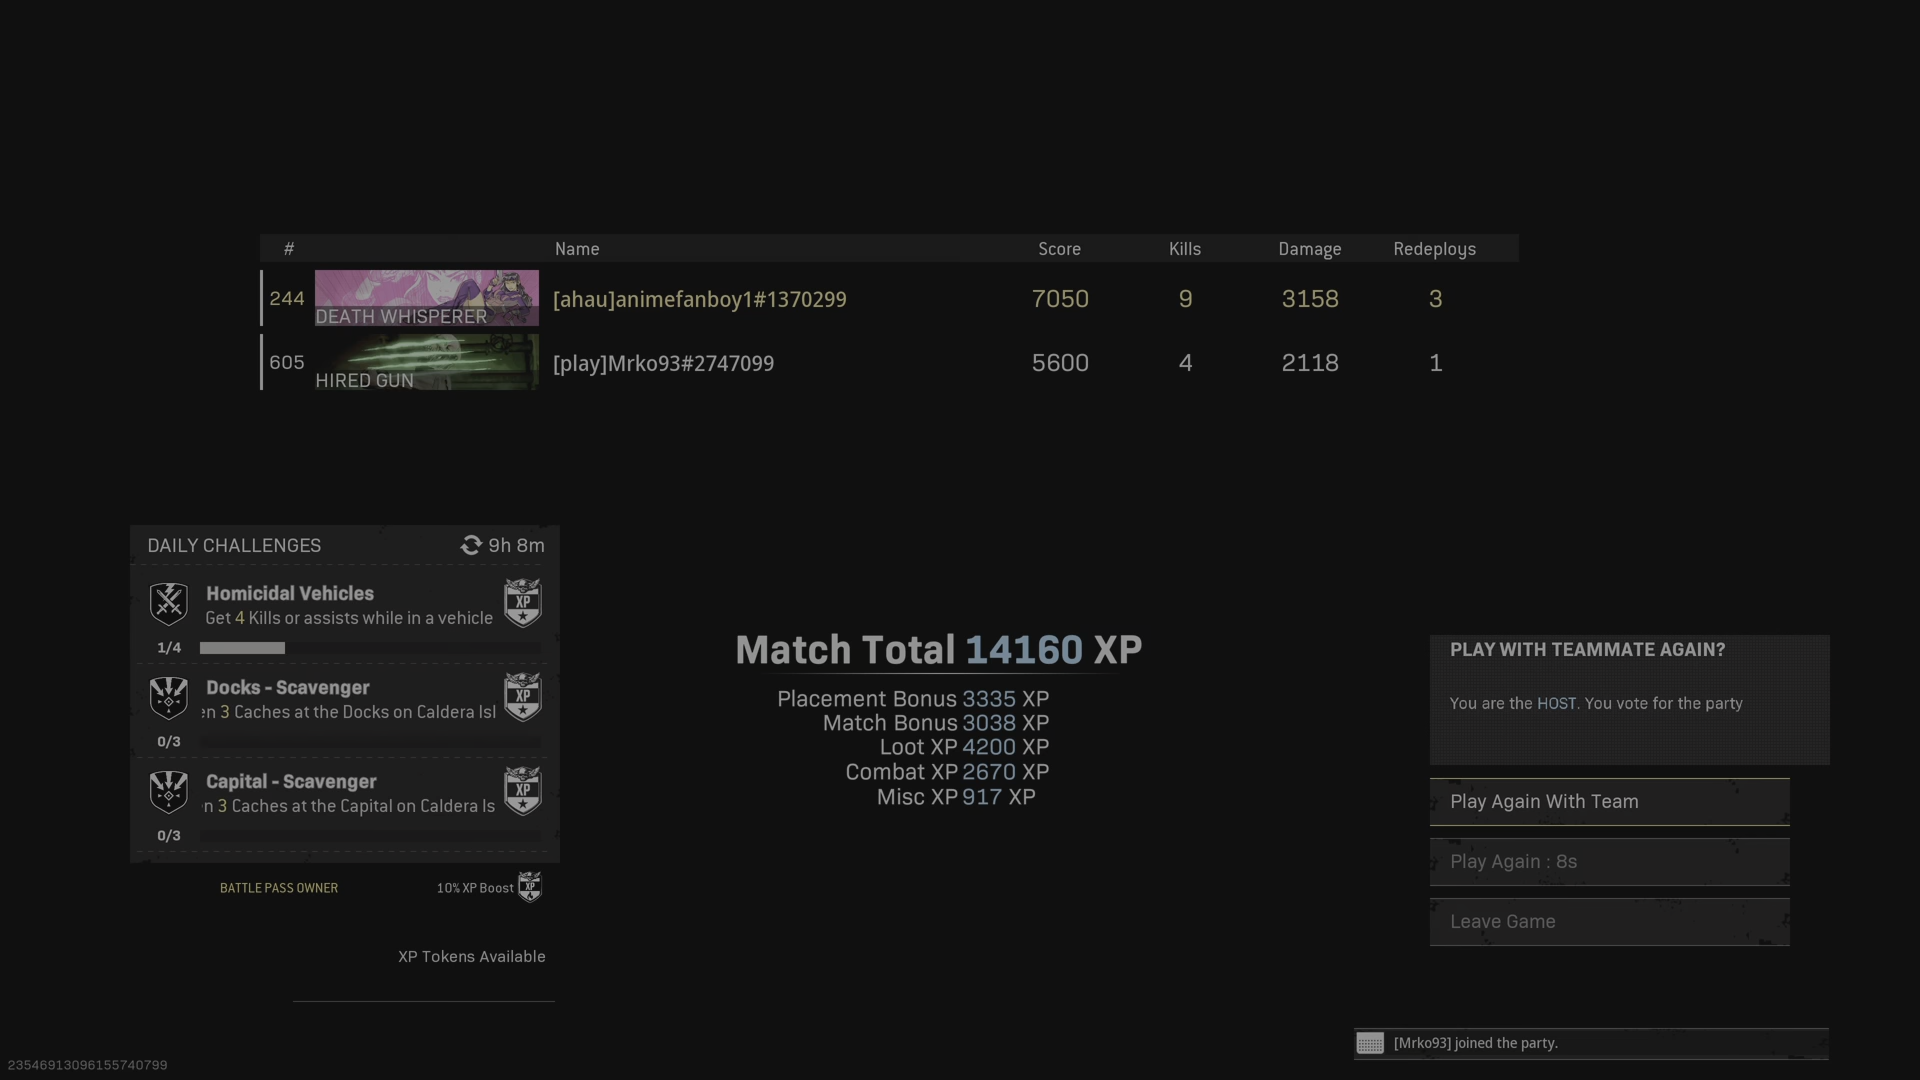 # Name Score Kills Damage Redeploys
244 DEATH WHISPERER [ahau]animefanboy1#1370299 7050 9 3158 3
605 HIRED GUN [play]Mrko93#2747099 5600 4 2118 1
DAILY CHALLENGES 9h 8m
Homicidal Vehicles
XP
Get 4 Kills or assists while in a vehicle
1/4
Docks - Scavenger
XP
en 3 Caches at the Docks on Caldera Isl
0/3
Capital - Scavenger
XP
n 3 Caches at the Capital on Caldera Is
0/3
BATTLE PASS OWNER 10% XP Boost XP
XP Tokens Available
Match Total 14160 XP
Placement Bonus 3335 XP
Match Bonus 3038 XP
Loot XP 4200 XP
Combat XP 2670 XP
Misc XP 917 XP
PLAY WITH TEAMMATE AGAIN?
You are the HOST. You vote for the party
Play Again With Team
Play Again : 8s
Leave Game
[Mrko93] joined the party.
23546913096155740799